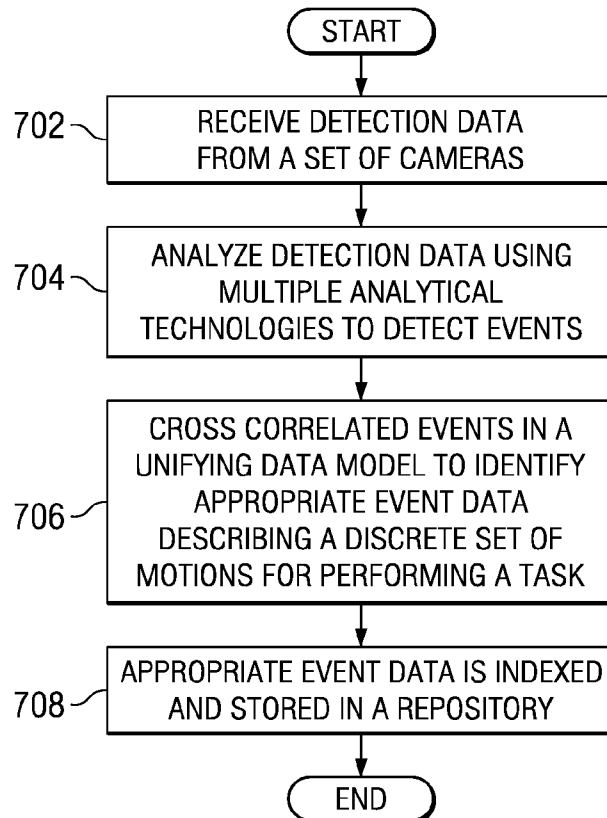 START
702
RECEIVE DETECTION DATA
FROM A SET OF CAMERAS
704
ANALYZE DETECTION DATA USING
MULTIPLE ANALYTICAL
TECHNOLOGIES TO DETECT EVENTS
706
CROSS CORRELATED EVENTS IN A
UNIFYING DATA MODEL TO IDENTIFY
APPROPRIATE EVENT DATA
DESCRIBING A DISCRETE SET OF
MOTIONS FOR PERFORMING A TASK
708
APPROPRIATE EVENT DATA IS INDEXED
AND STORED IN A REPOSITORY
END